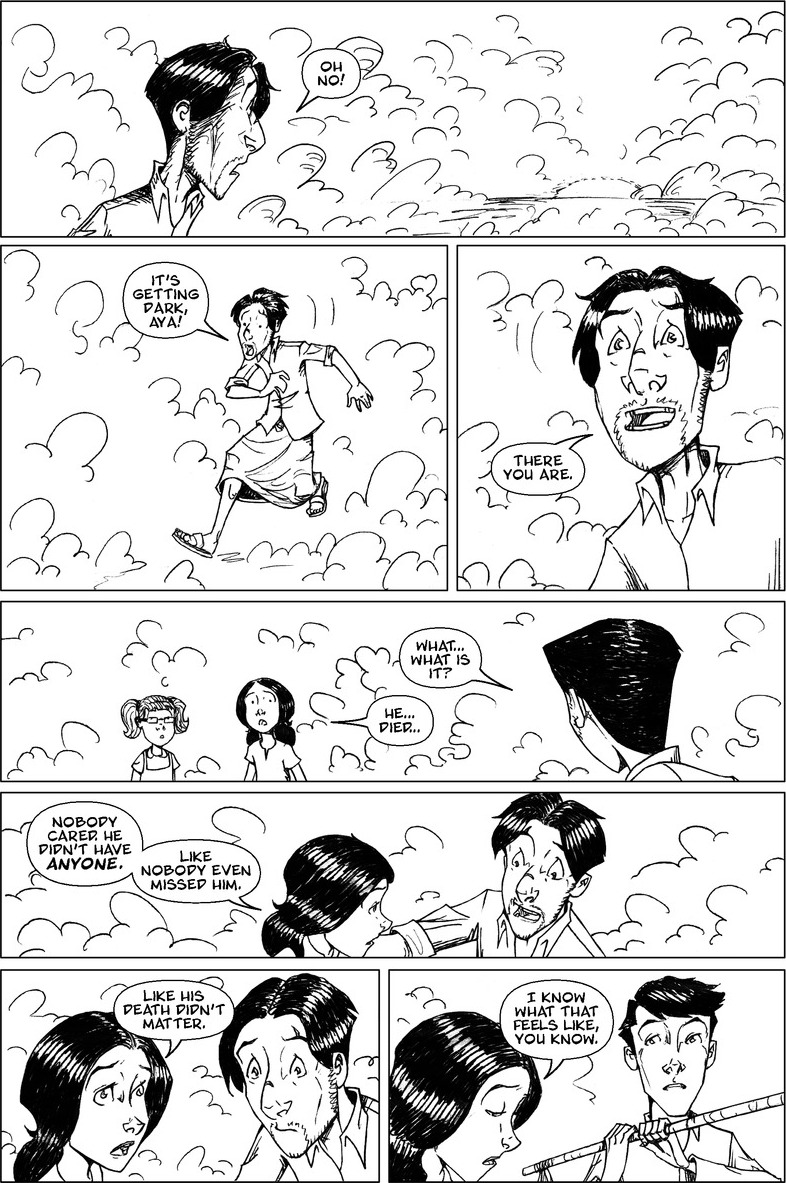 OH
NO!
IT'S
GETTING
DARK,
AYA!
THERE
YOU ARE.
WHAT...
WHAT IS
IT?
HE...
DIED...
NOBODY
CARED. HE
DIDN'T HAVE
ANYONE.
LIKE
NOBODY EVEN
MISSED HIM.
LIKE HIS
DEATH DIDN'T
MATTER.
I KNOW
WHAT THAT
FEELS LIKE,
YOU KNOW.